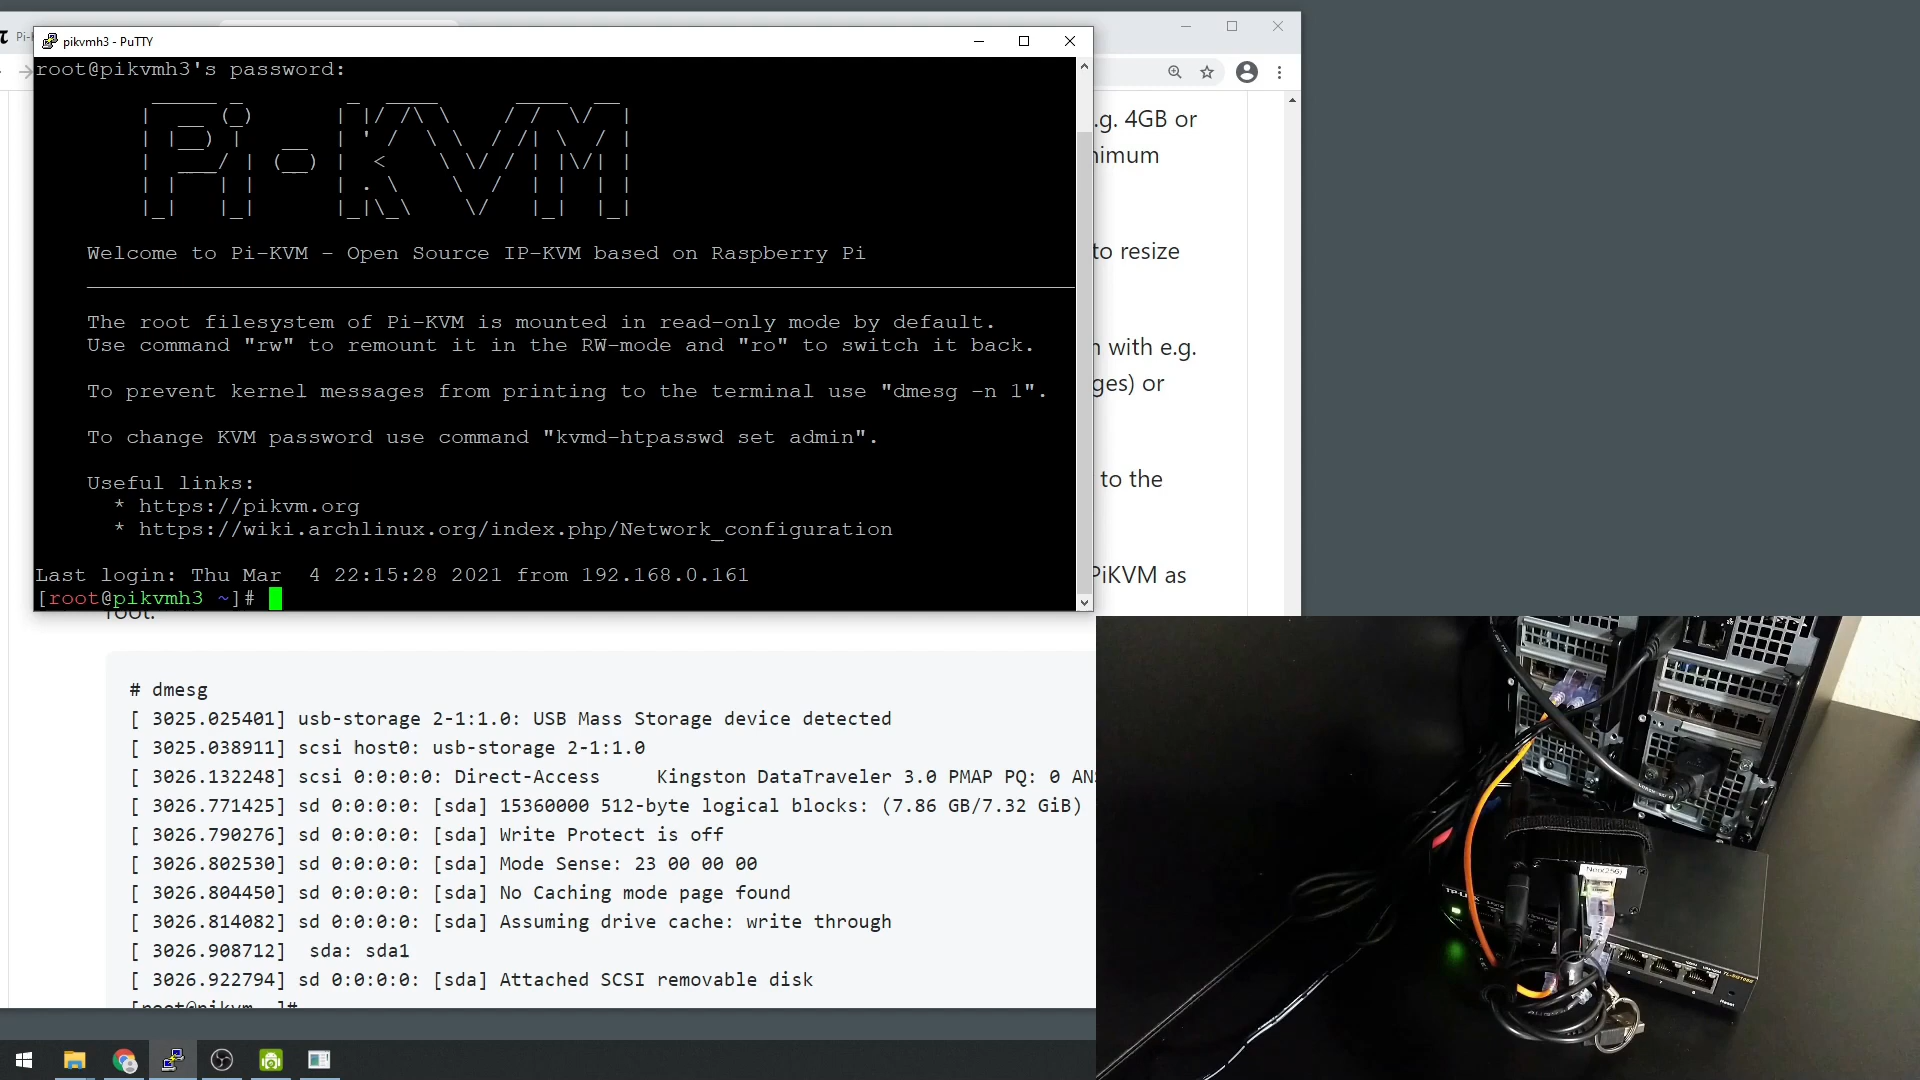 Pi-K
pikvmh3 - PuTTY
root@pikvmh3's password:
Pi-KVM
Welcome to Pi-KVM - Open Source IP-KVM based on Raspberry Pi
The root filesystem of Pi-KVM is mounted in read-only mode by default.
Use command "rw" to remount it in the RW-mode and "ro" to switch it back.
To prevent kernel messages from printing to the terminal use "dmesg -n 1".
To change KVM password use command "kvmd-htpasswd set admin".
Useful links:
* https://pikvm.org
* https://wiki.archlinux.org/index.php/Network_configuration
Last login: Thu Mar  4 22:15:28 2021 from 192.168.0.161
[root@pikvmh3 ~]#
.g. 4GB or
nimum
to resize
n with e.g.
ges) or
to the
PiKVM as
root.
# dmesg
[ 3025.025401] usb-storage 2-1:1.0: USB Mass Storage device detected
[ 3025.038911] scsi host0: usb-storage 2-1:1.0
[ 3026.132248] scsi 0:0:0:0: Direct-Access     Kingston DataTraveler 3.0 PMAP PQ: 0 ANS
[ 3026.771425] sd 0:0:0:0: [sda] 15360000 512-byte logical blocks: (7.86 GB/7.32 GiB)
[ 3026.790276] sd 0:0:0:0: [sda] Write Protect is off
[ 3026.802530] sd 0:0:0:0: [sda] Mode Sense: 23 00 00 00
[ 3026.804450] sd 0:0:0:0: [sda] No Caching mode page found
[ 3026.814082] sd 0:0:0:0: [sda] Assuming drive cache: write through
[ 3026.908712]  sda: sda1
[ 3026.922794] sd 0:0:0:0: [sda] Attached SCSI removable disk
[root@pikvm ~]#
TP-LINK
Reset